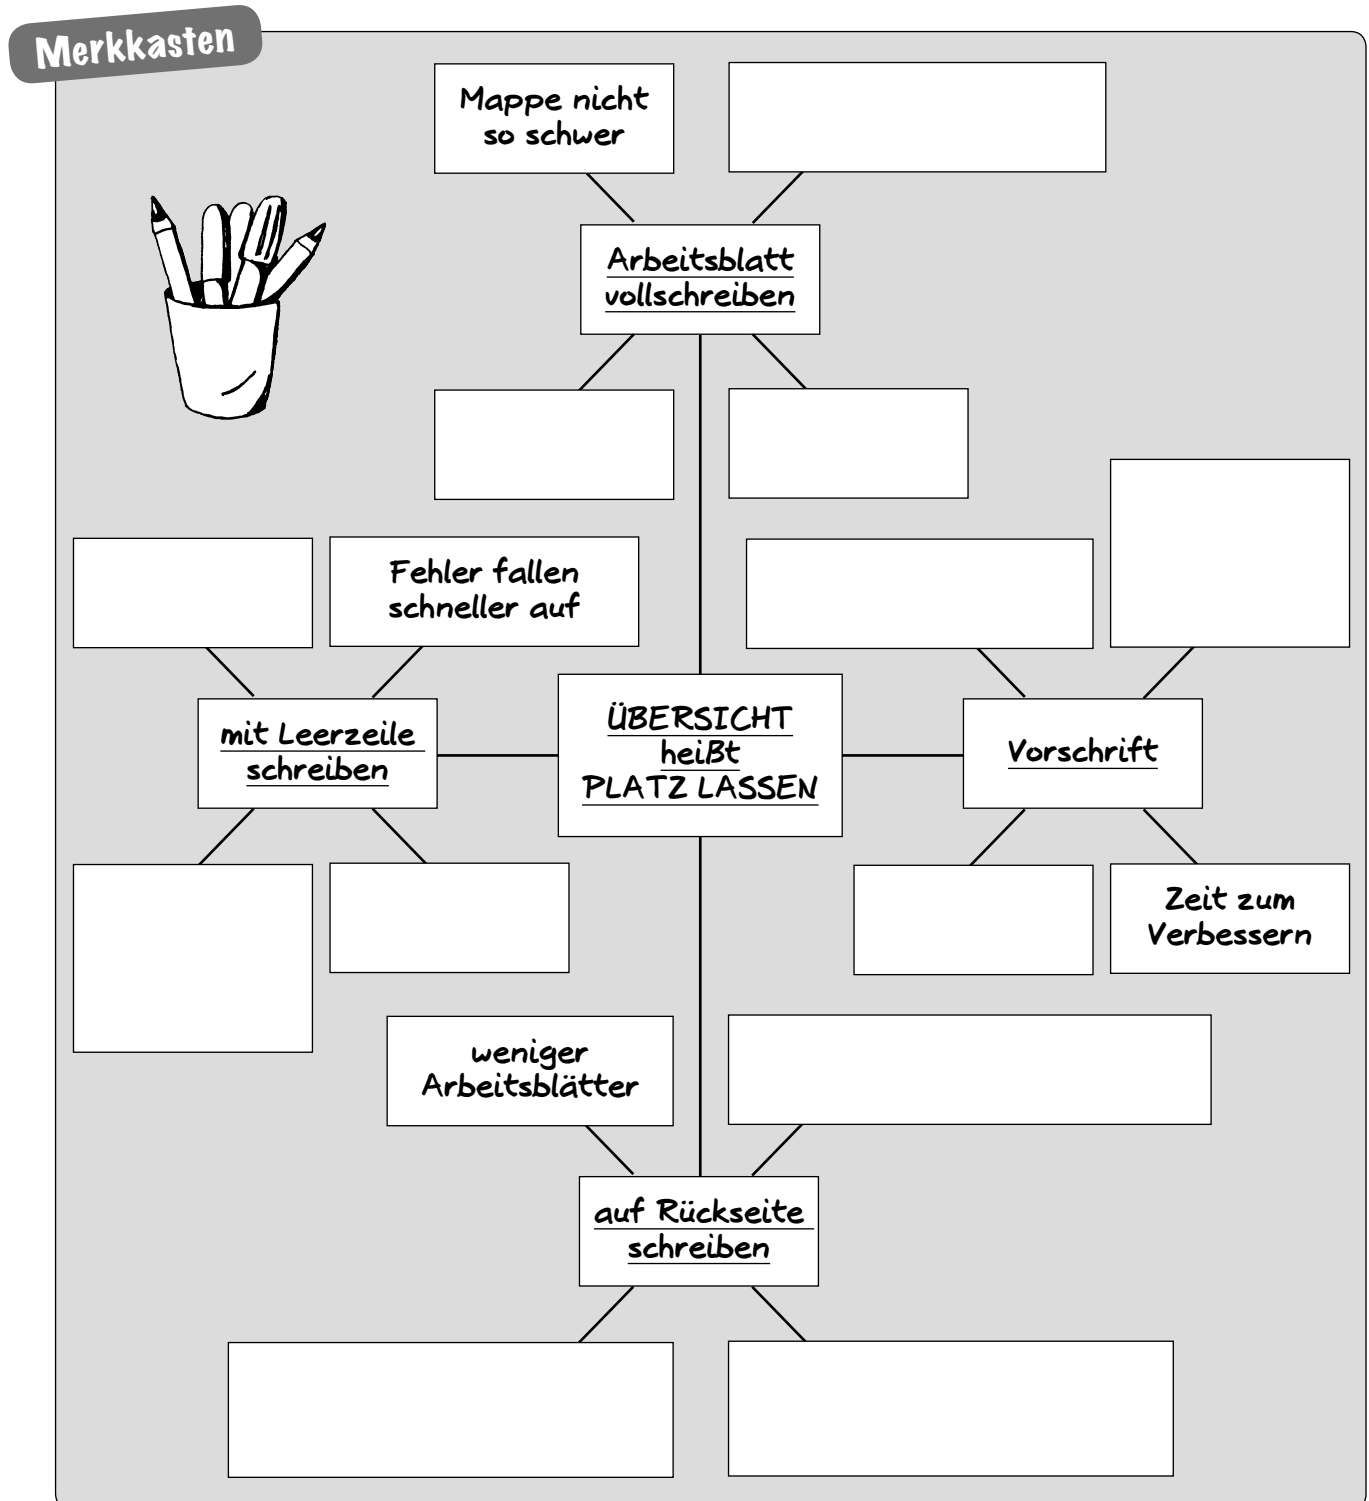 Merkkasten
Mappe nicht
so schwer
Arbeitsblatt
vollschreiben
Fehler fallen
schneller auf
mit Leerzeile
schreiben
ÜBERSICHT
heißt
PLATZ LASSEN
Vorschrift
Zeit zum
Verbessern
weniger
Arbeitsblätter
auf Rückseite
schreiben